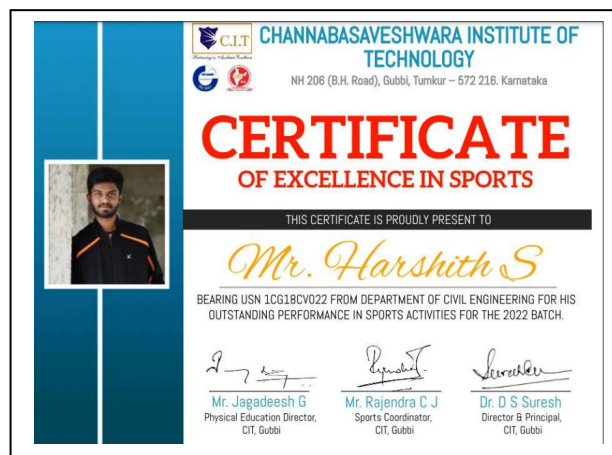 C.I.T
CHANNABASAVESHWARA INSTITUTE OF
TECHNOLOGY
NH 206 (B.H. Road), Gubbi, Tumkur – 572 216. Karnataka
CERTIFICATE
OF EXCELLENCE IN SPORTS
THIS CERTIFICATE IS PROUDLY PRESENT TO
Mr. Harshith S
BEARING USN 1CG18CV022 FROM DEPARTMENT OF CIVIL ENGINEERING FOR HIS
OUTSTANDING PERFORMANCE IN SPORTS ACTIVITIES FOR THE 2022 BATCH.
Mr. Jagadeesh G
Physical Education Director,
CIT, Gubbi
Mr. Rajendra C J
Sports Coordinator,
CIT, Gubbi
Dr. D S Suresh
Director & Principal,
CIT, Gubbi